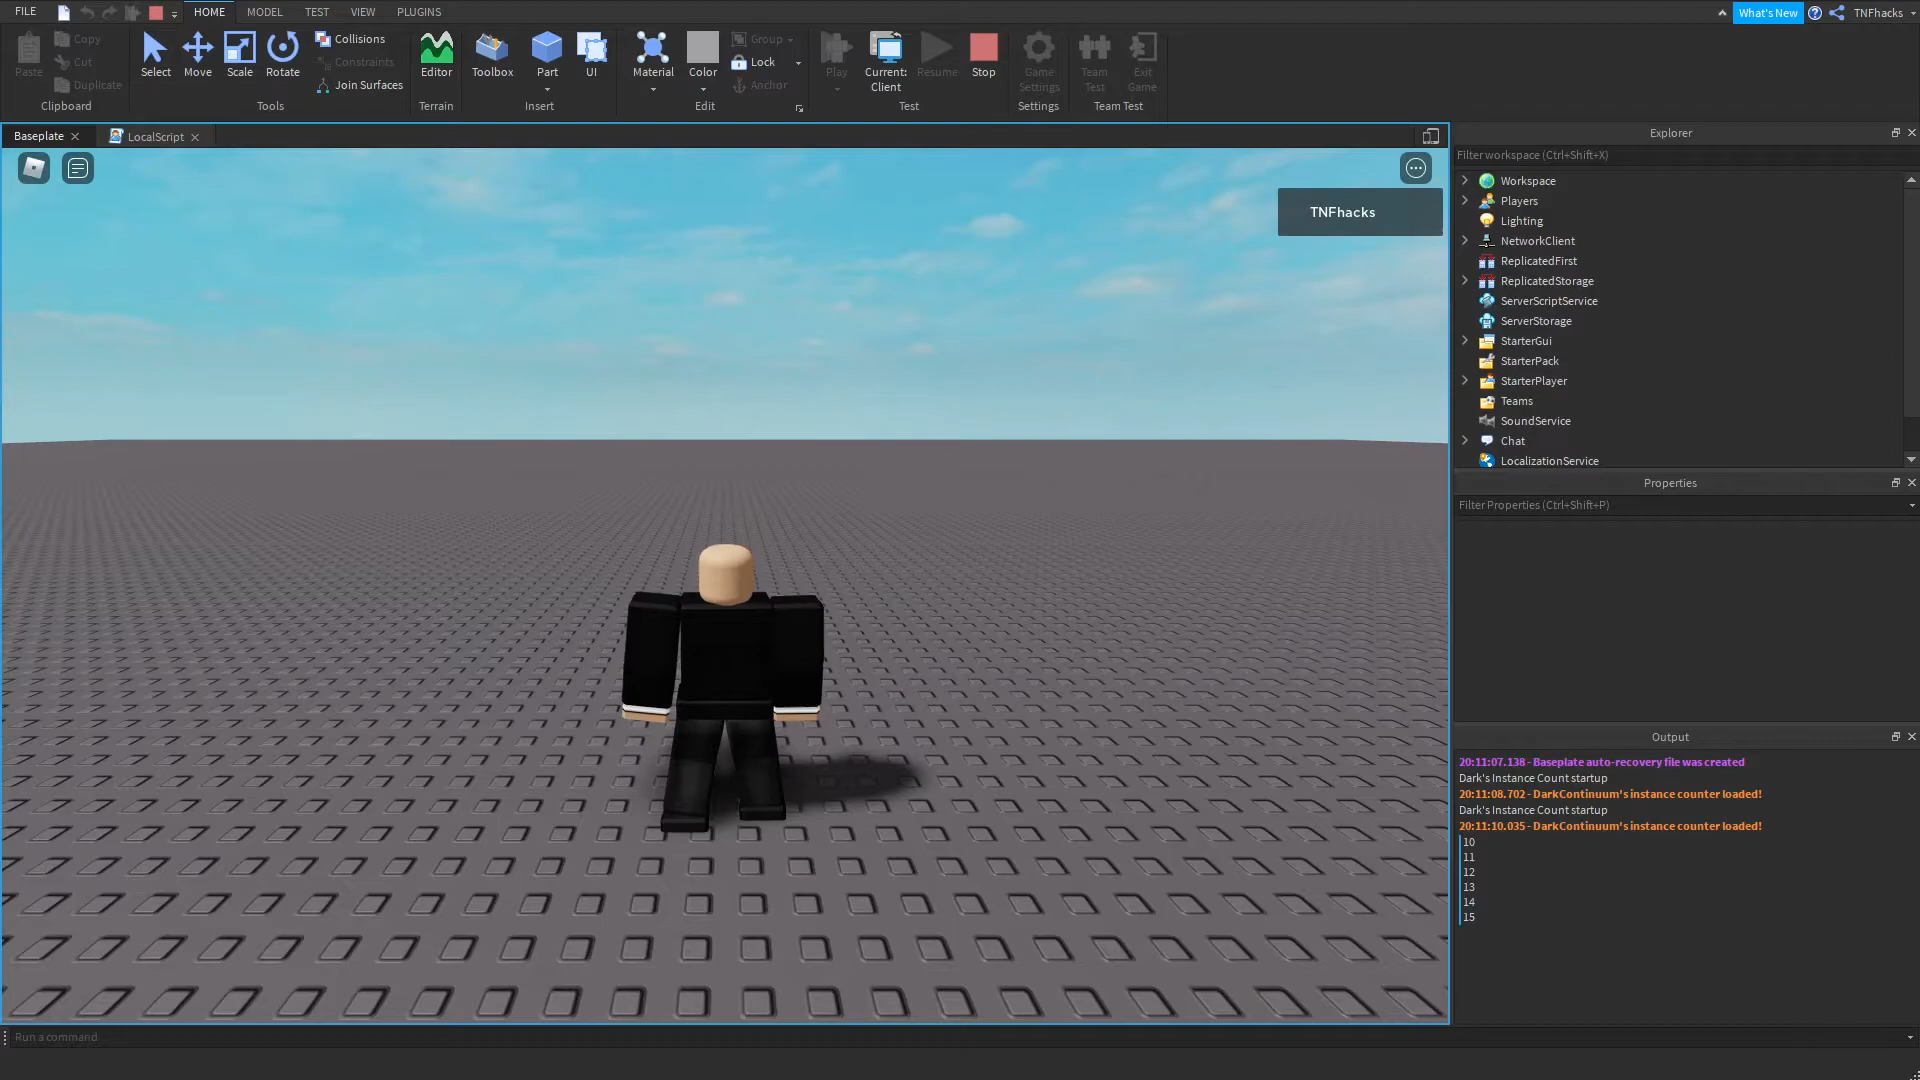 FILE HOME MODEL TEST VIEW PLUGINS What's New TNFhacks
Paste Copy Cut Duplicate
Clipboard
Select Move Scale Rotate Collisions Constraints Join Surfaces
Tools
Editor
Terrain
Toolbox Part UI
Insert
Material Color Group Lock Anchor
Edit
Play Current: Client Resume Stop
Test
Game Settings
Settings
Team Test Exit Game
Team Test
Baseplate LocalScript
TNFhacks
Explorer
Filter workspace (Ctrl+Shift+X)
Workspace
Players
Lighting
NetworkClient
ReplicatedFirst
ReplicatedStorage
ServerScriptService
ServerStorage
StarterGui
StarterPack
StarterPlayer
Teams
SoundService
Chat
LocalizationService
Properties
Filter Properties (Ctrl+Shift+P)
Output
20:11:07.138 - Baseplate auto-recovery file was created
Dark's Instance Count startup
20:11:08.702 - DarkContinuum's instance counter loaded!
Dark's Instance Count startup
20:11:10.035 - DarkContinuum's instance counter loaded!
10
11
12
13
14
15
Run a command